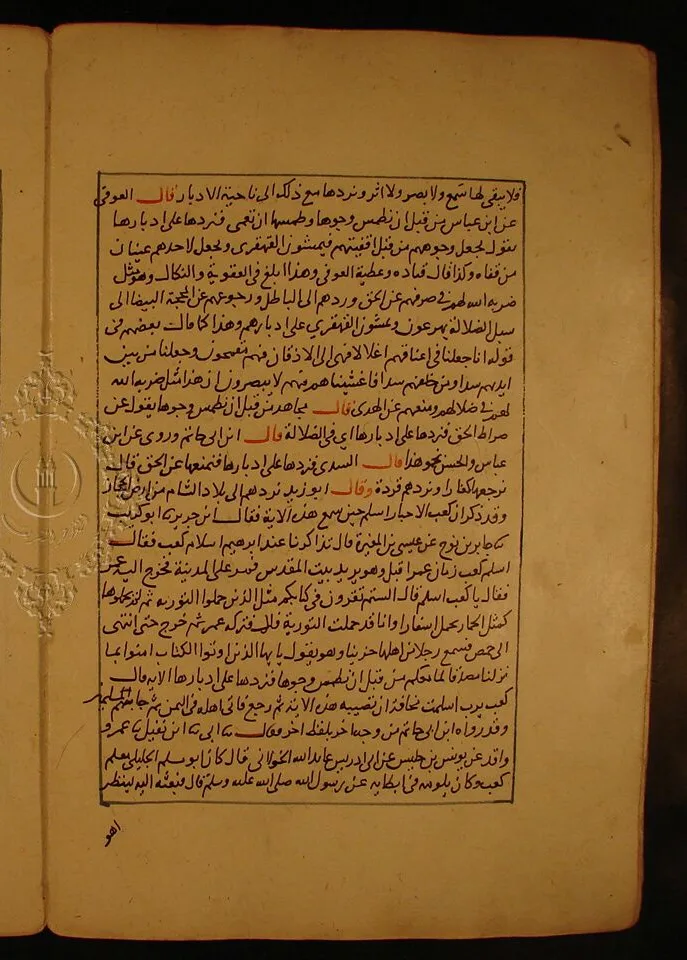 فلا يبقى لها سمع ولا بصر ولا اثر ونردها مع ذلك الى ناحية الادبار قال العوفي
عن ابن عباس من قبل ان نطمس وجوها وطمسها ان تعمى فنردها على ادبارها
يقول نجعل وجوههم من قبل اقفيتهم فيمشون القهقرى ونجعل لاحدهم عينان
من قفاه وكذا قال قتاده وعطية العوفي وهذا ابلغ في العقوبة والنكال وهو مثل
ضربه الله لهم في صرفهم عن الحق وردهم الى الباطل ورجوعهم عن المحجة البيضا الى
سبل الضلالة يهرعون ويمشون القهقرى على ادبارهم وهذا كما قالت بعضهم في
قوله انا جعلنا في اعناقهم اغلالا فهي الى الاذقان فهم مقمحون وجعلنا من بين
ايديهم سدا ومن خلفهم سدا فاغشيناهم فهم لا يبصرون ان هذا مثل ضربه الله
لهم في ضلالهم ومنعهم عن الهدى قال مجاهد من قبل ان نطمس وجوها يقول عن
صراط الحق فنردها على ادبارها اي في الضلالة قال ابن ابي حاتم وروى عن ابن
عباس والحسن نحو هذا قال السدي فنردها على ادبارها فنمنعها عن الحق قال
نرجعها كفارا ونردهم قردة وقال ابو زيد نردهم الى بلاد الشام من ارض الحجاز
وقد ذكر ان كعب الاحبار اسلم حين سمع هذه الاية فقال ابن جرير ثنا ابو كريب
ثنا جابر بن نوح عن عيسى بن المغيرة قال تذاكرنا عند ابرهيم اسلام كعب فقال
اسلم كعب زمان عمر اقبل وهو يريد بيت المقدس فمر على المدينة فخرج اليه عمر
فقال يا كعب اسلم قال الستم تقرون في كتابكم مثل الذين حملوا التورية ثم لم يحملوها
كمثل الحمار يحمل اسفارا وانا قد حملت التورية قال فتركه عمر ثم خرج حتى انتهى
الى حمص فسمع رجلا من اهلها حزينا وهو يقول يايها الذين اوتوا الكتاب امنوا بما
نزلنا مصدقا لما معكم من قبل ان نطمس وجوها فنردها على ادبارها الاية قال
كعب يرب اسلمت مخافة ان تصيبه هذه الاية ثم رجع فاتى اهله في اليمن ثم جا بهم مسلمين
وقد رواه ابن ابي حاتم من وجه اخر بلفظ اخر فقال ثنا ابي ثنا ابن نفيل ثنا عمرو
واقد عن يونس بن حلبس عن ابي ادريس عايد الله الخولاني قال كان ابو مسلم الجليلي معلم
كعب وكان يلومه في ابطايه عن رسول الله صلى الله عليه وسلم قال فبعثه اليه لينظر
اهو